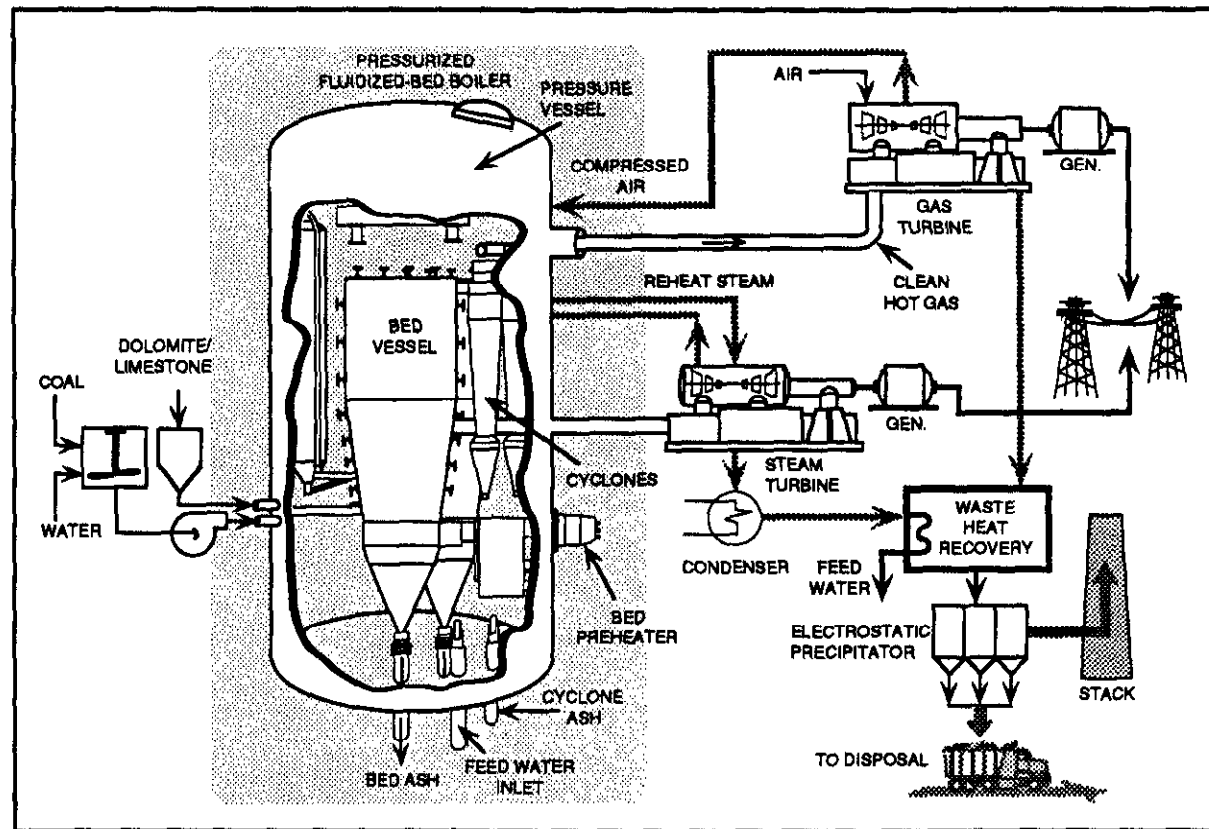 PRESSURIZED
FLUIDIZED-BED BOILER
PRESSURE
VESSEL
AIR
COMPRESSED
AIR
GEN.
GAS
TURBINE
CLEAN
HOT GAS
REHEAT STEAM
BED
VESSEL
DOLOMITE/
LIMESTONE
COAL
WATER
GEN.
CYCLONES
STEAM
TURBINE
WASTE
HEAT
RECOVERY
CONDENSER
FEED
WATER
BED
PREHEATER
ELECTROSTATIC
PRECIPITATOR
STACK
CYCLONE
ASH
FEED WATER
INLET
BED ASH
TO DISPOSAL